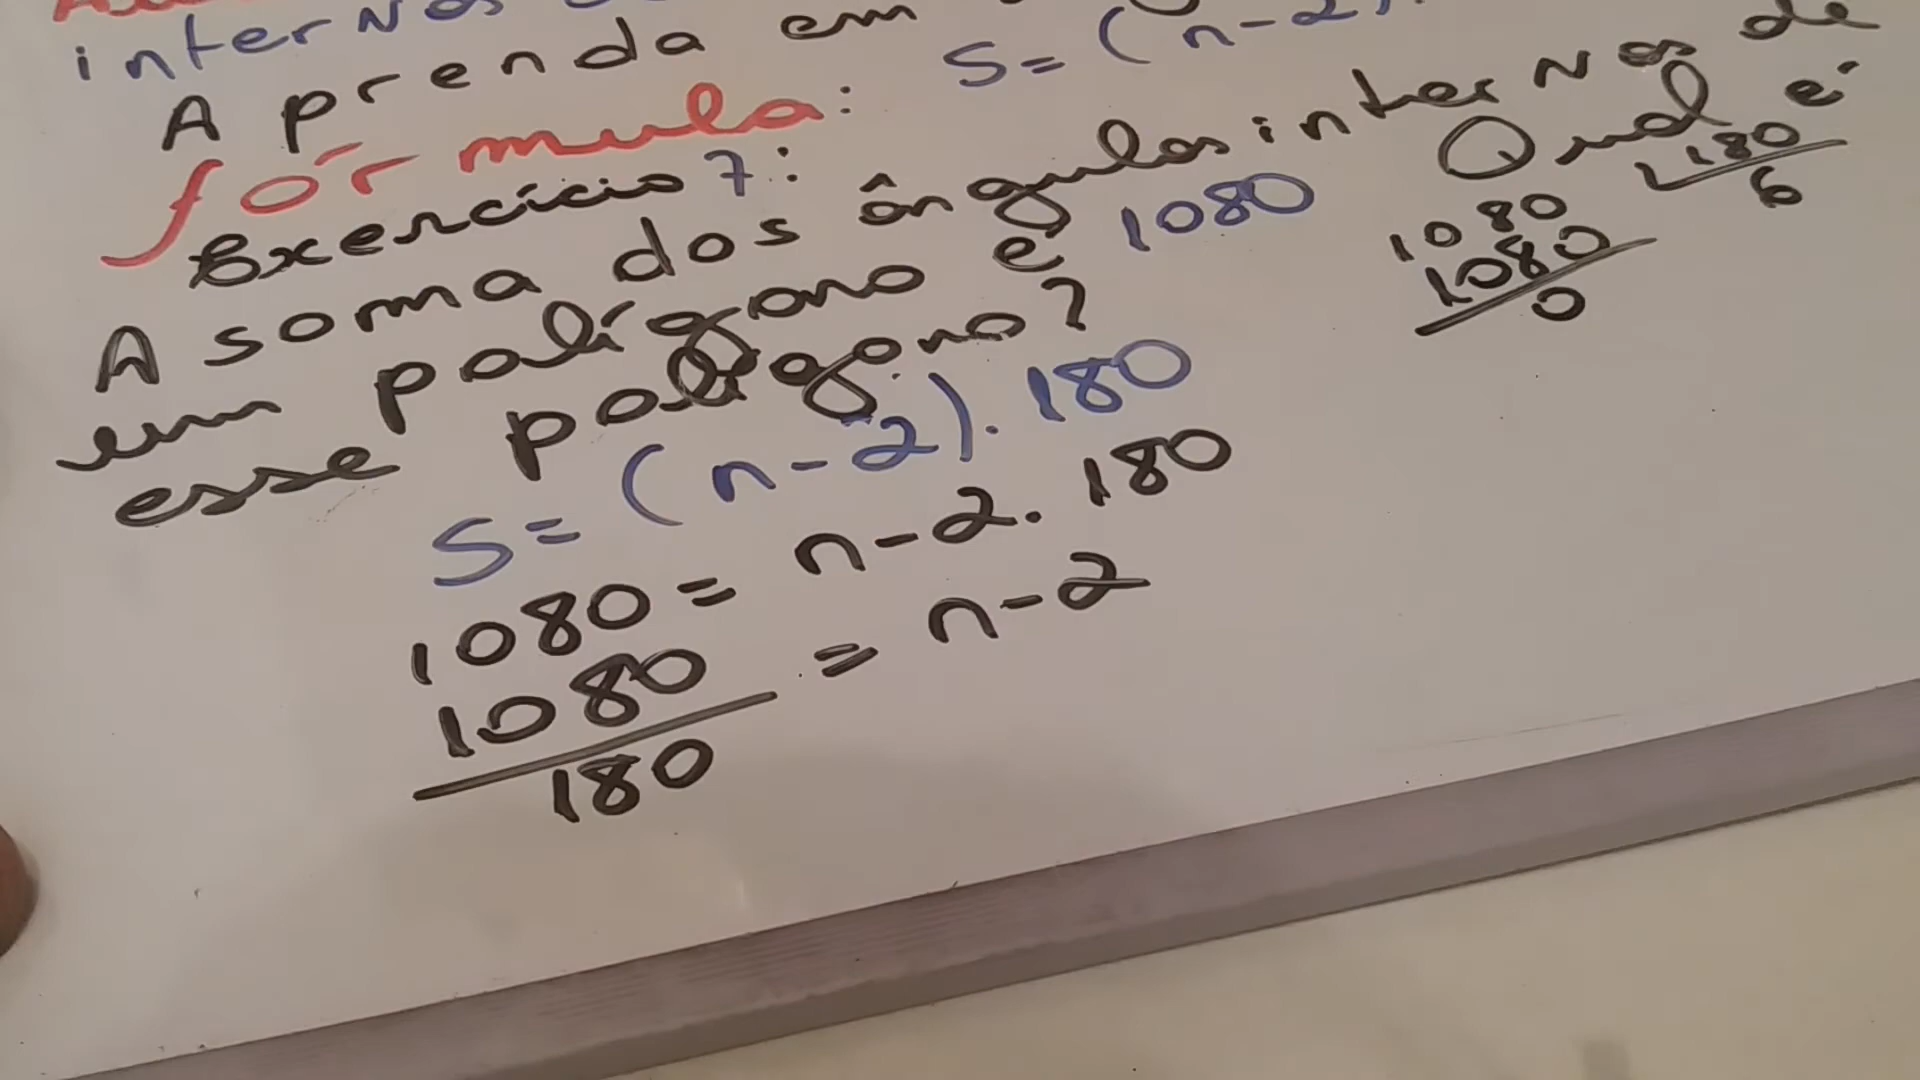 internos
Aprenda em
fórmula: S=(n-2).
Exercício 7:
A soma dos ângulos internos de
um polígono é 1080 Qual é
esse polígono?
S=(n-2).180
1080=n-2.180
1080 = n-2
180
1080 180
1080 6
0